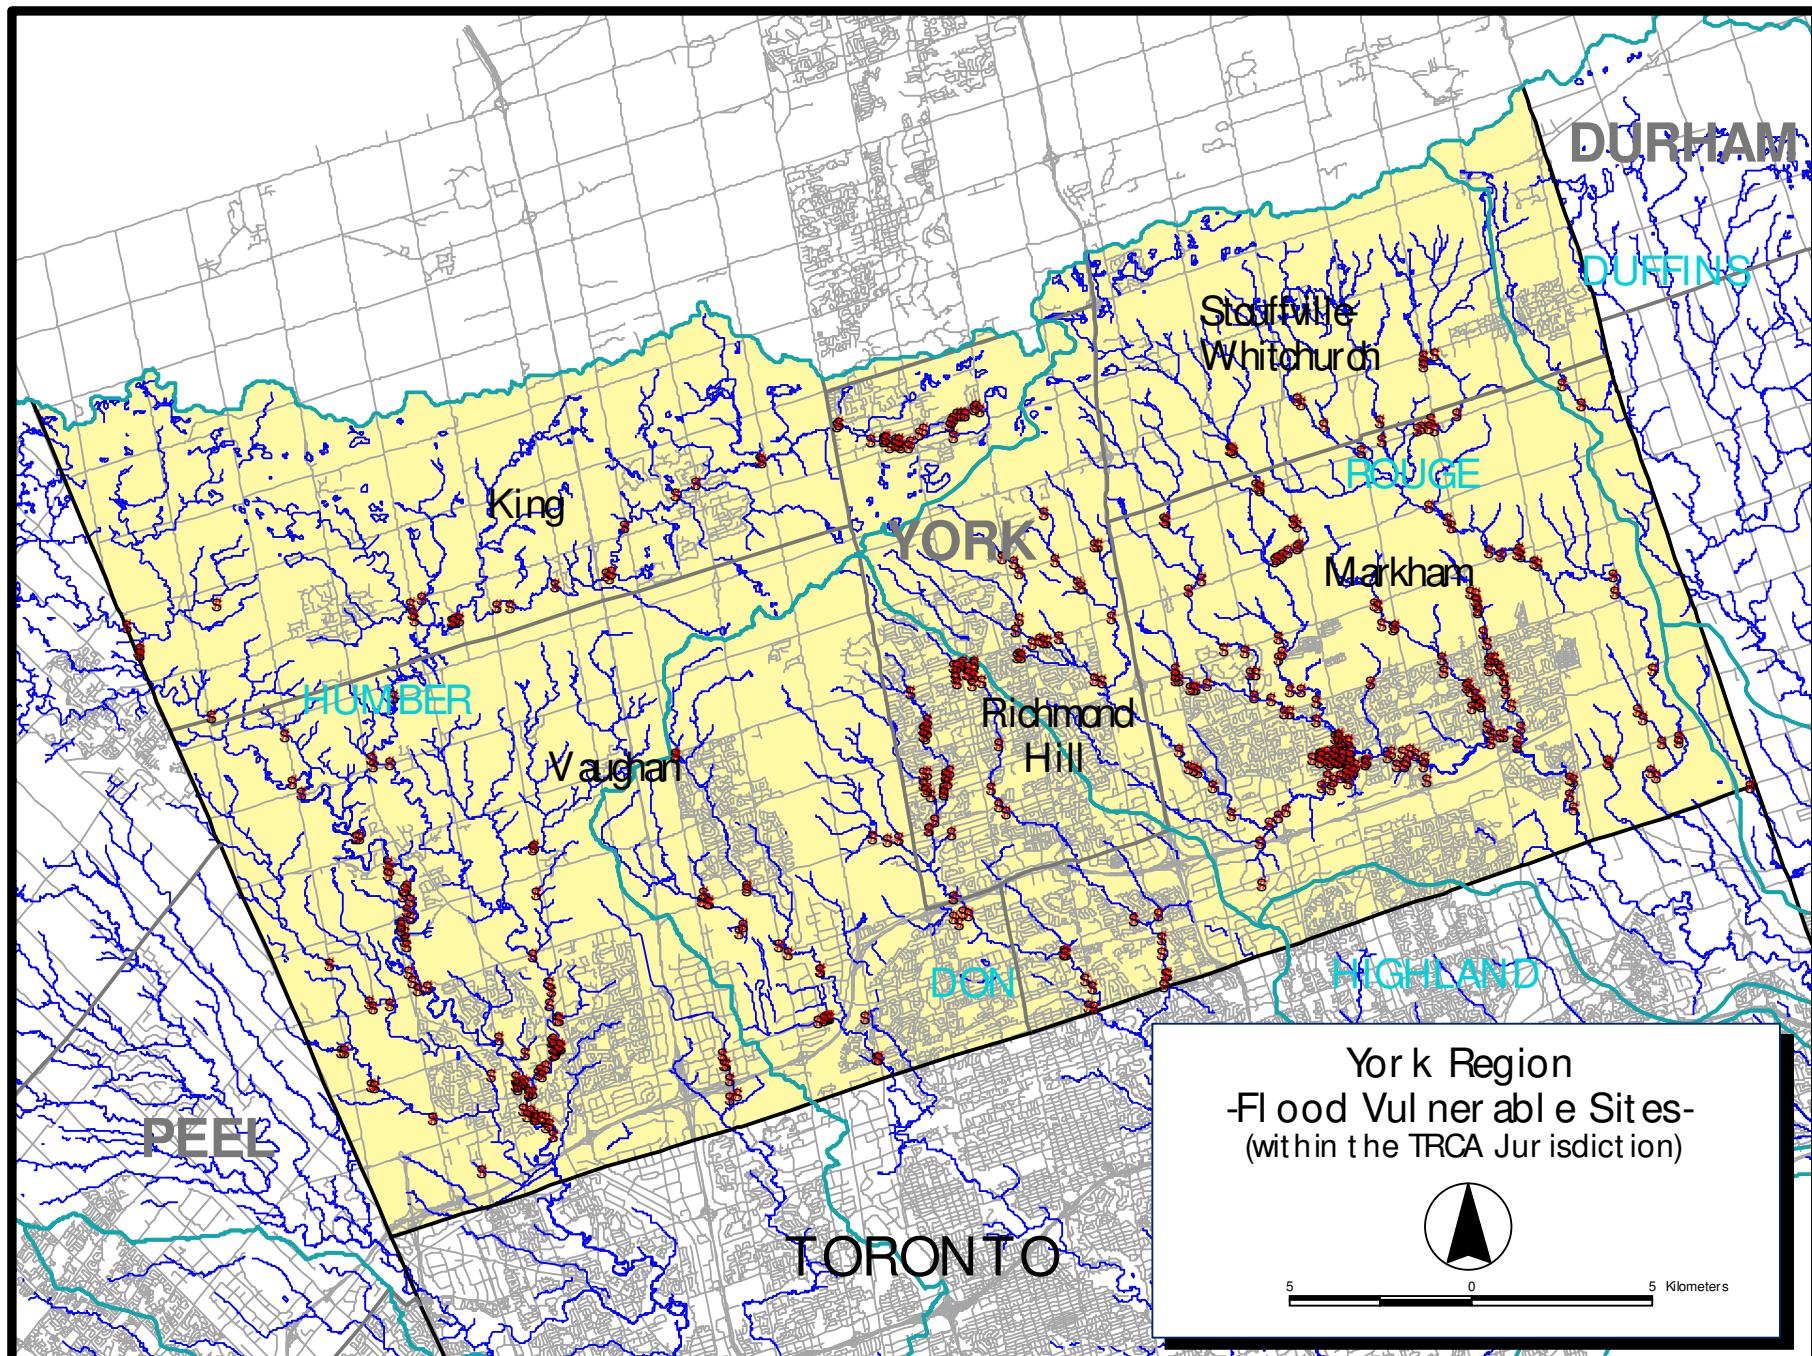 DURHAM
DUFFINS
Stouffville-
Whitchurch
ROUGE
King
YORK
Markham
HUMBER
Richmond
Hill
Vaughan
DON
HIGHLAND
PEEL
TORONTO
York Region
-Flood Vulnerable Sites-
(within the TRCA Jurisdiction)
5 0 5 Kilometers